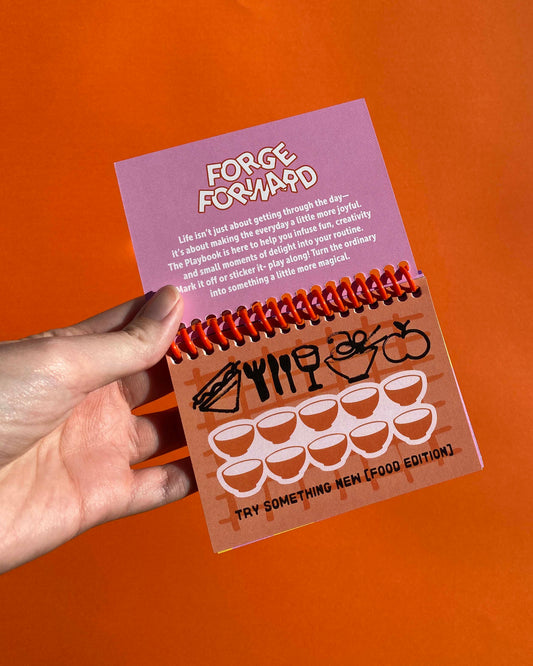 FORGE
FORWARD
Life isn't just about getting through the day—
it's about making the everyday a little more joyful.
The Playbook is here to help you infuse fun, creativity
and small moments of delight into your routine.
Mark it off or sticker it- play along! Turn the ordinary
into something a little more magical.
TRY SOMETHING NEW [FOOD EDITION]